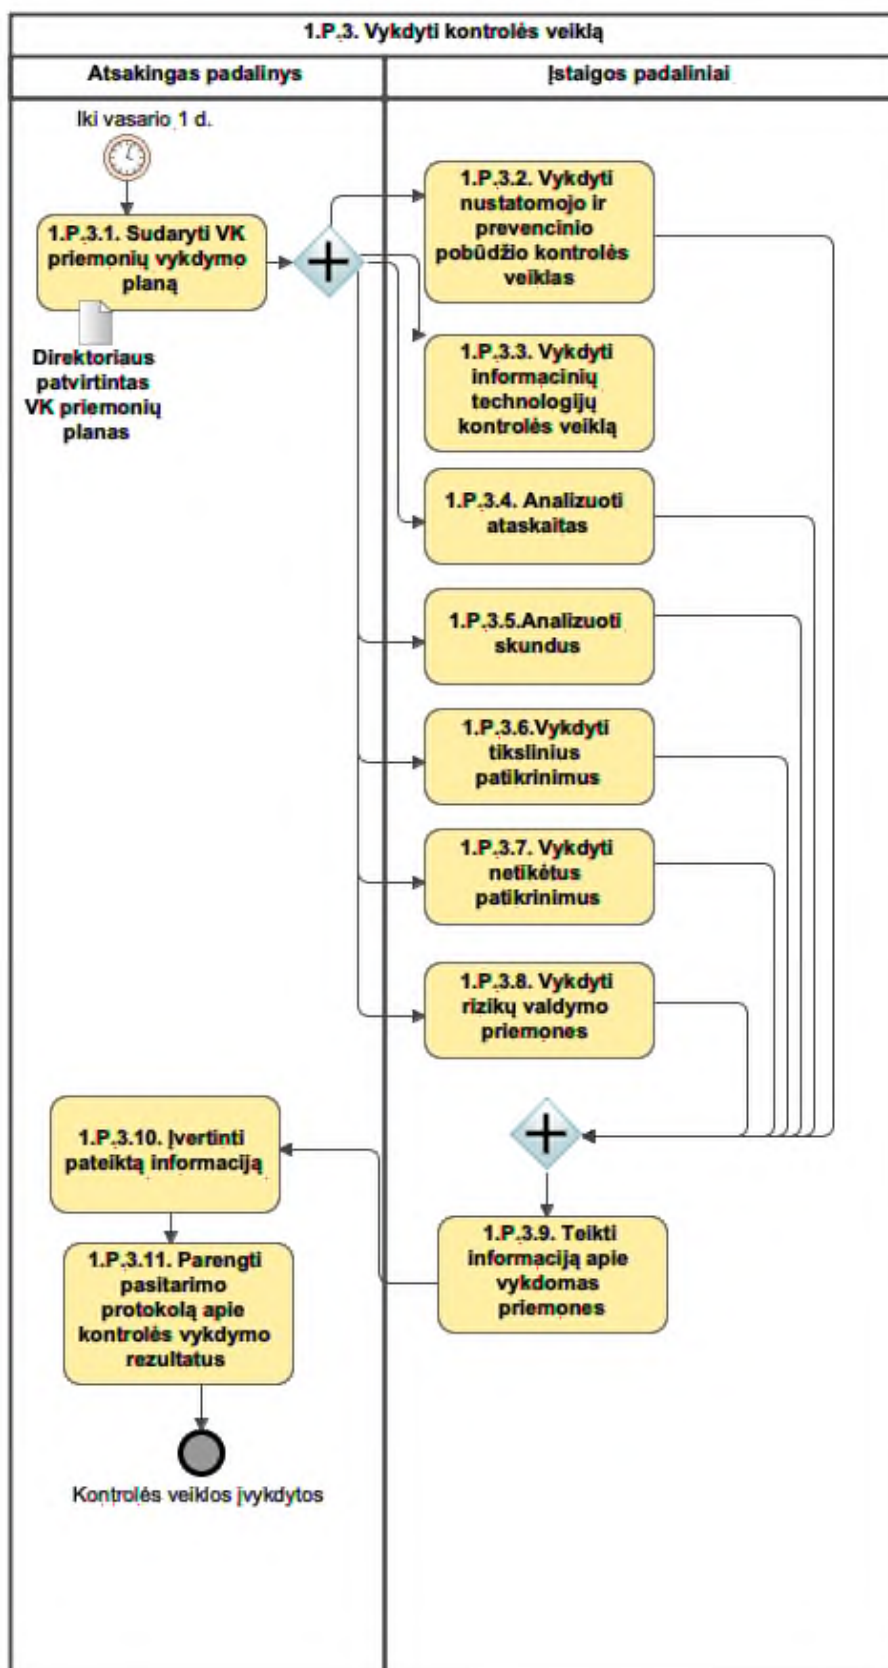 1.P.3. Vykdyti kontrolės veiklą
Atsakingas padalinys
Įstaigos padaliniai
Iki vasario 1 d.
1.P.3.1. Sudaryti VK
priemonių vykdymo
planą
Direktoriaus
patvirtintas
VK priemonių
planas
1.P.3.2. Vykdyti
nustatomojo ir
prevencinio
pobūdžio kontrolės
veiklas
1.P.3.3. Vykdyti
informacinių
technologijų
kontrolės veiklą
1.P.3.4. Analizuoti
ataskaitas
1.P.3.5.Analizuoti
skundus
1.P.3.6.Vykdyti
tikslinius
patikrinimus
1.P.3.7. Vykdyti
netikėtus
patikrinimus
1.P.3.8. Vykdyti
rizikų valdymo
priemones
1.P.3.9. Teikti
informaciją apie
vykdomas
priemones
1.P.3.10. Įvertinti
pateiktą informaciją
1.P.3.11. Parengti
pasitarimo
protokolą apie
kontrolės vykdymo
rezultatus
Kontrolės veiklos įvykdytos